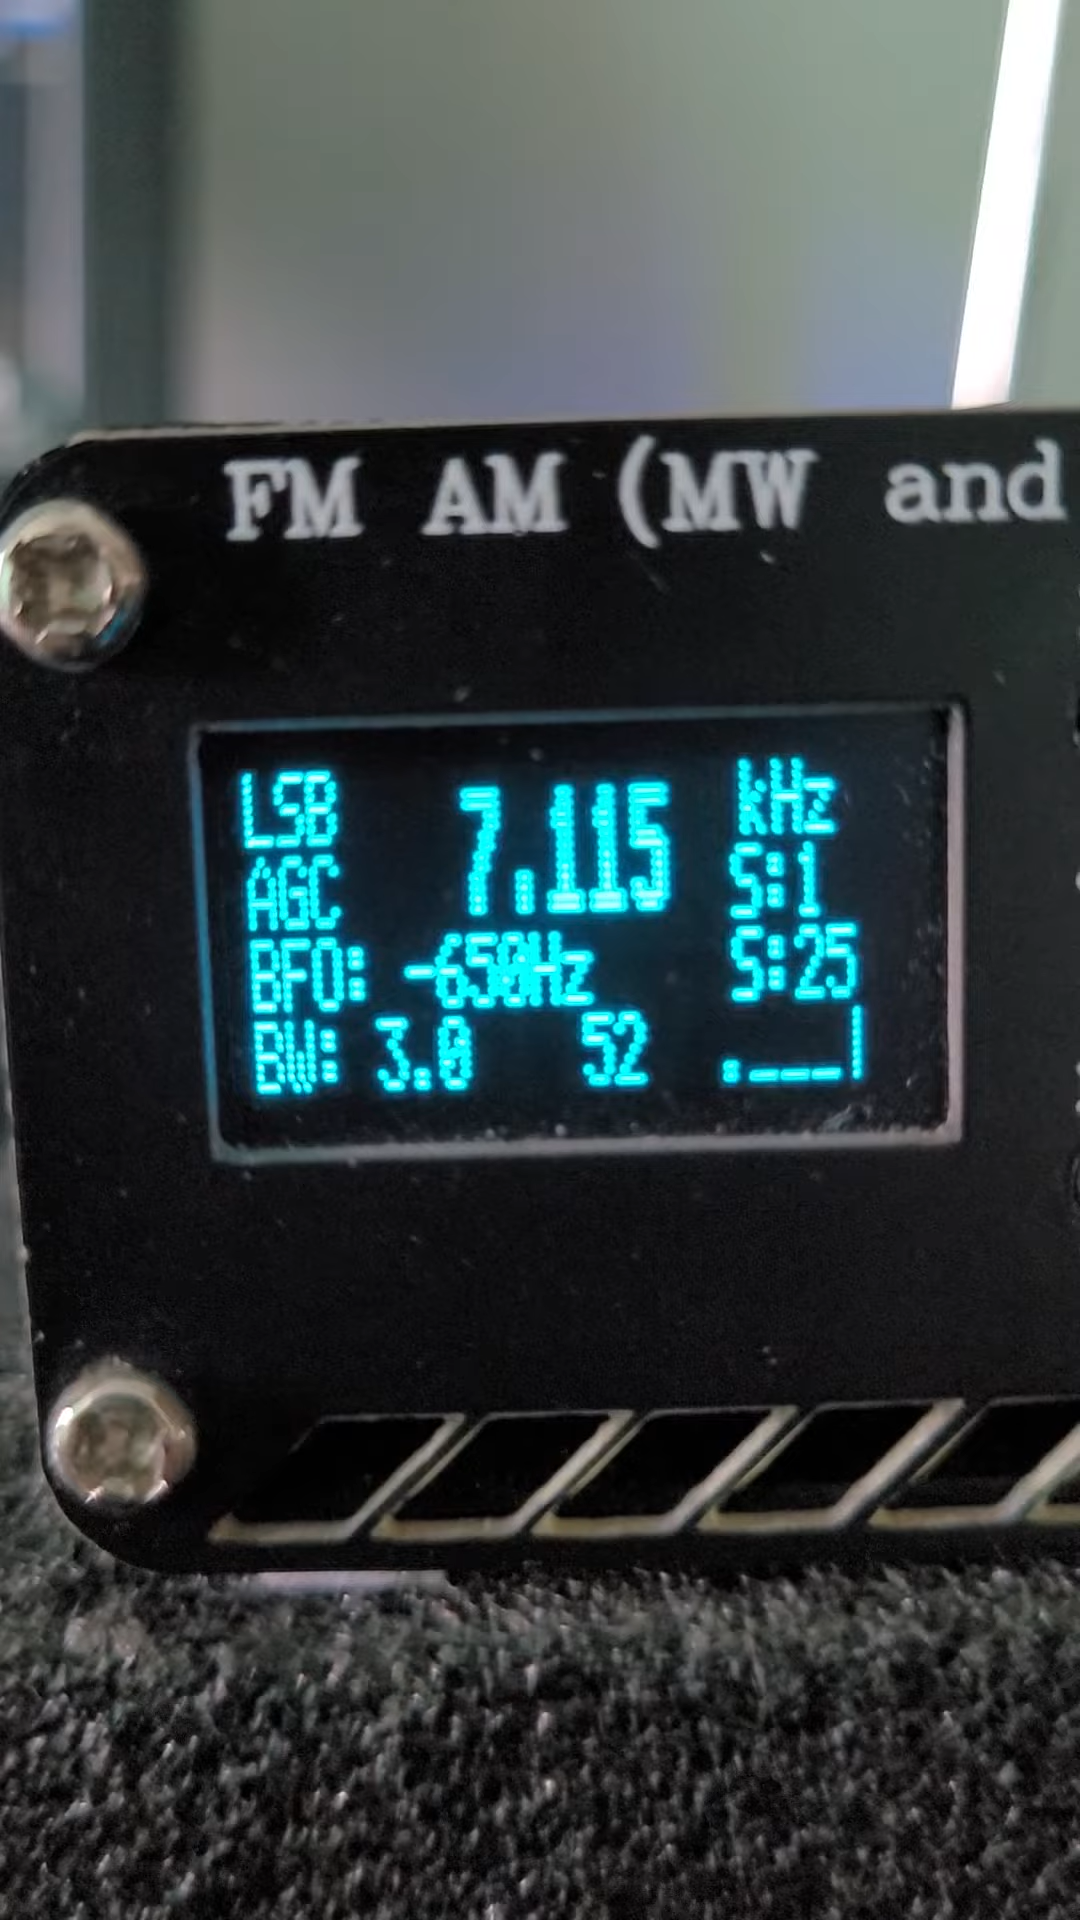 FM AM (MW and
LSB 7.115 kHz
AGC S:1
BFO: -650Hz S:25
BW: 3.0 52